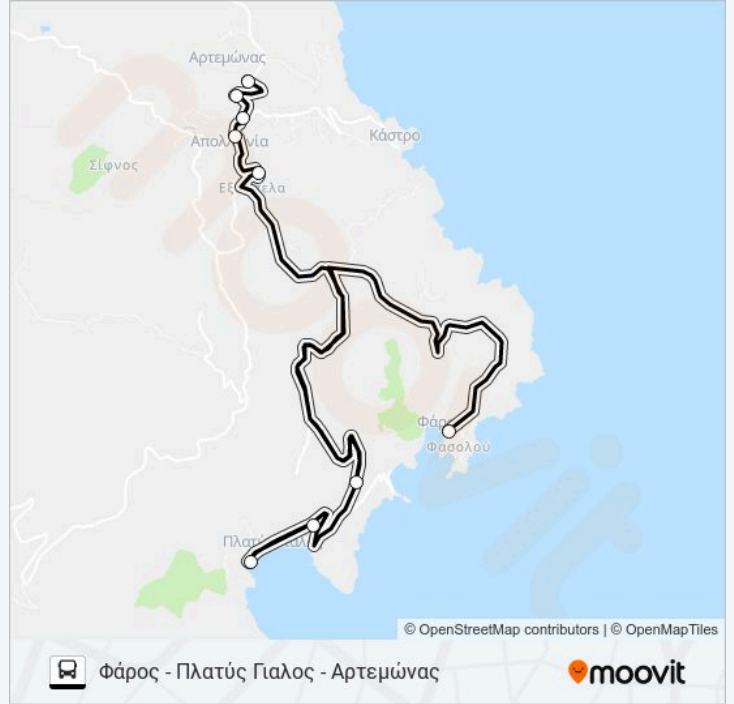 Αρτεμώνας
Κάστρο
Σίφνος
Φασολού
© OpenStreetMap contributors | © OpenMapTiles
Φάρος - Πλατύς Γιαλος - Αρτεμώνας
moovit